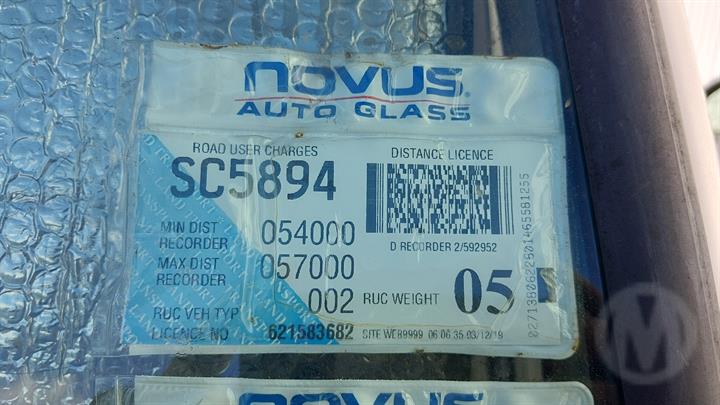 NOVUS®
AUTO GLASS
ROAD USER CHARGES
DISTANCE LICENCE
SC5894
D RECORDER 2/592952
MIN DIST RECORDER 054000
MAX DIST RECORDER 057000
RUC VEH TYP 002
RUC WEIGHT 05
LICENCE NO 621583682
SITE WEB9999 06 06 35 03/12/19
NOVUS
M